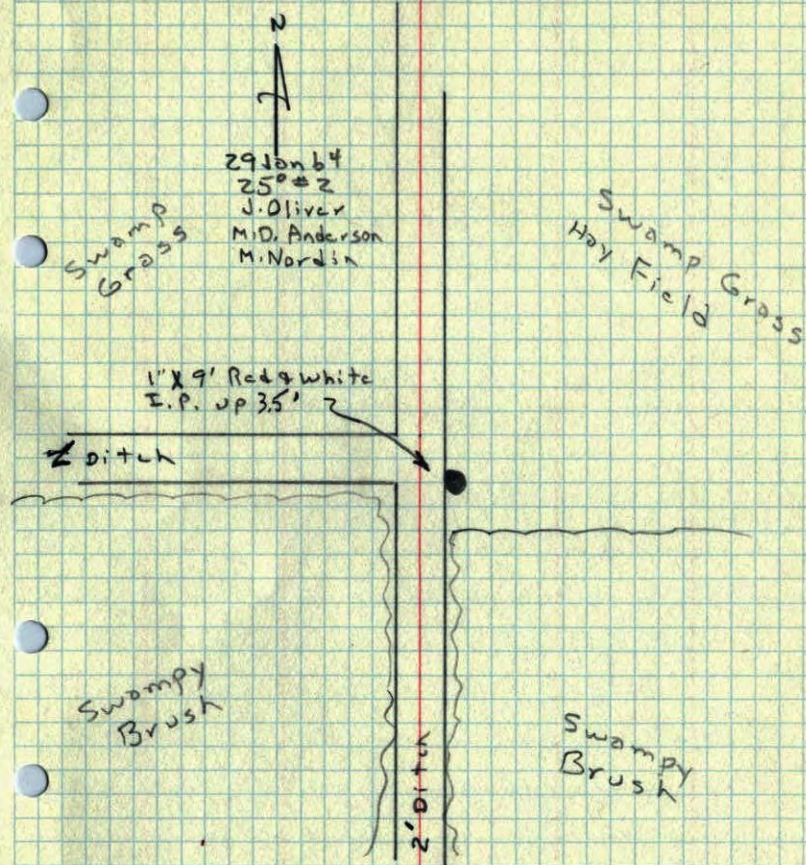 N
29 Jan 64
25° #2
J. Oliver
M.D. Anderson
M. Nordin
Swamp
Grass
Swamp Grass
Hay Field
1" X 9' Red & white
I.P. up 3.5'
Ditch
Swampy
Brush
2' Ditch
Swampy
Brush